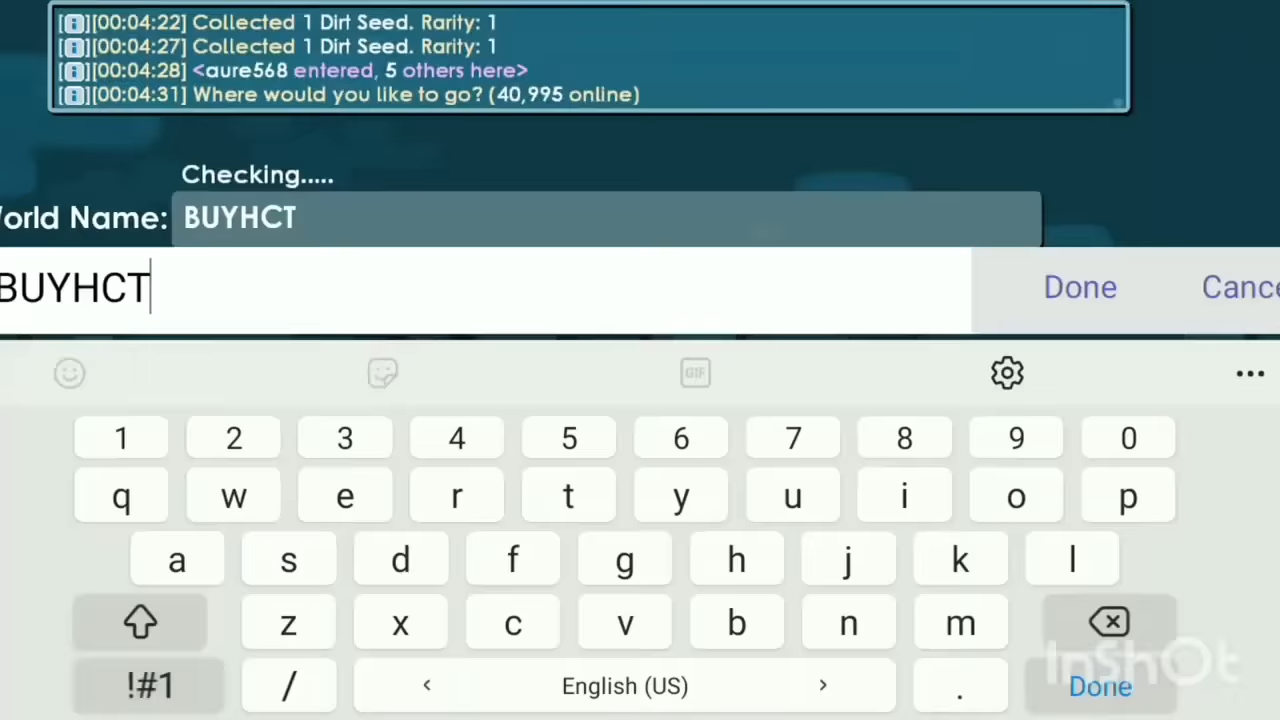 [i][00:04:22] Collected 1 Dirt Seed. Rarity: 1
[i][00:04:27] Collected 1 Dirt Seed. Rarity: 1
[i][00:04:28] <aure568 entered, 5 others here>
[i][00:04:31] Where would you like to go? (40,995 online)
Checking.....
orld Name: BUYHCT
BUYHCT Done Cance
GIF
1 2 3 4 5 6 7 8 9 0
q w e r t y u i o p
a s d f g h j k l
z x c v b n m
!#1 / < English (US) > . Done
InShOt